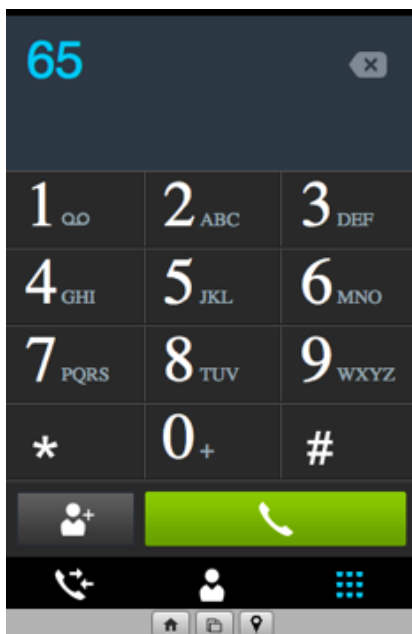 65
1 2 ABC 3 DEF
4 GHI 5 JKL 6 MNO
7 PQRS 8 TUV 9 WXYZ
* 0 + #